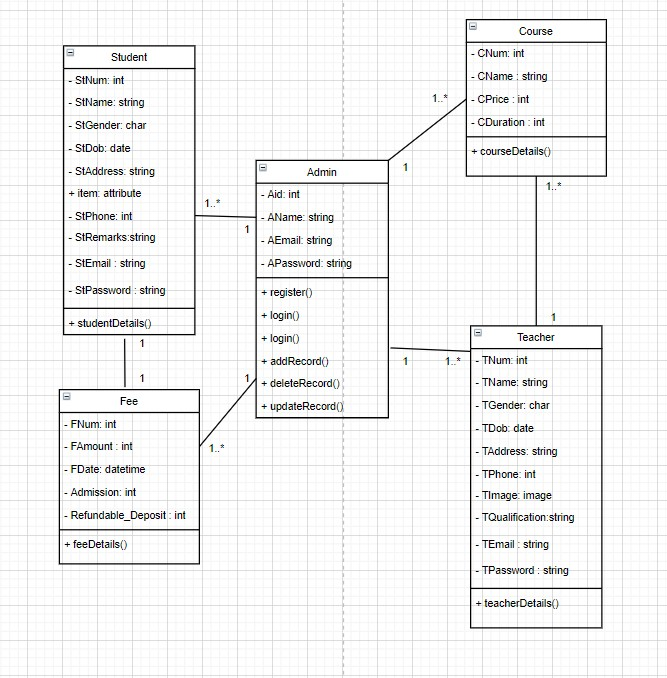 Student
- StNum: int
- StName: string
- StGender: char
- StDob: date
- StAddress: string
+ item: attribute
- StPhone: int
- StRemarks:string
- StEmail : string
- StPassword : string
+ studentDetails()
1..*
1
1
1
Fee
- FNum: int
- FAmount : int
- FDate: datetime
- Admission: int
- Refundable_Deposit : int
+ feeDetails()
1
1..*
Admin
- Aid: int
- AName: string
- AEmail: string
- APassword: string
+ register()
+ login()
+ login()
+ addRecord()
+ deleteRecord()
+ updateRecord()
1..*
1
1
1..*
Course
- CNum: int
- CName : string
- CPrice : int
- CDuration : int
+ courseDetails()
1..*
1
Teacher
- TNum: int
- TName: string
- TGender: char
- TDob: date
- TAddress: string
- TPhone: int
- TImage: image
- TQualification:string
- TEmail : string
- TPassword : string
+ teacherDetails()